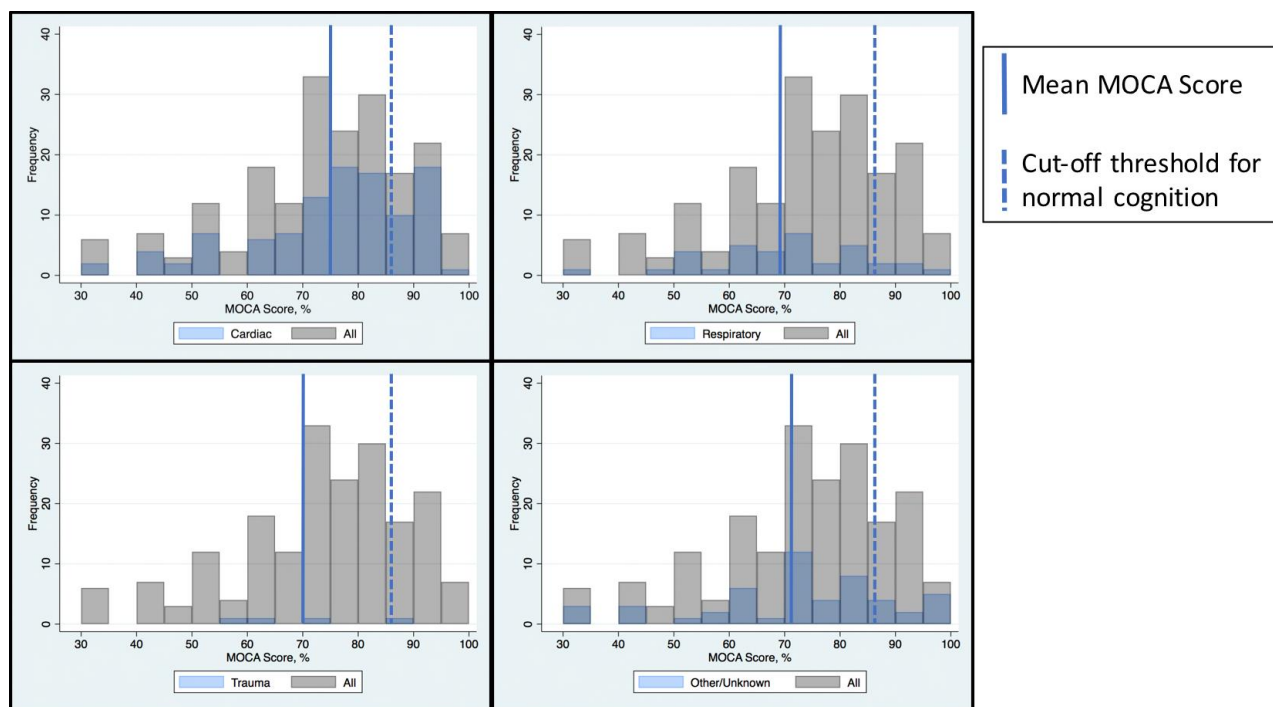 40
30
20
10
0
Frequency
30 40 50 60 70 80 90 100
MOCA Score, %
Cardiac All
40
30
20
10
0
Frequency
30 40 50 60 70 80 90 100
MOCA Score, %
Respiratory All
Mean MOCA Score
Cut-off threshold for
normal cognition
40
30
20
10
0
Frequency
30 40 50 60 70 80 90 100
MOCA Score, %
Trauma All
40
30
20
10
0
Frequency
30 40 50 60 70 80 90 100
MOCA Score, %
Other/Unknown All